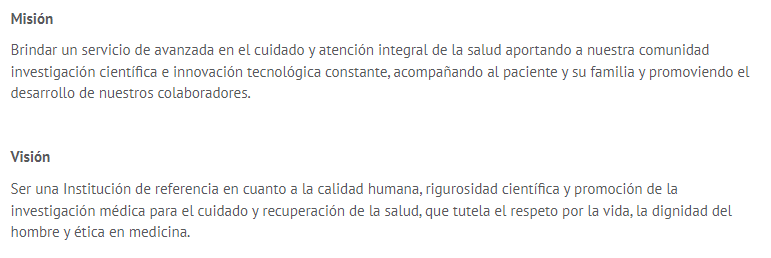 Misión
Brindar un servicio de avanzada en el cuidado y atención integral de la salud aportando a nuestra comunidad
investigación científica e innovación tecnológica constante, acompañando al paciente y su familia y promoviendo el
desarrollo de nuestros colaboradores.
Visión
Ser una Institución de referencia en cuanto a la calidad humana, rigurosidad científica y promoción de la
investigación médica para el cuidado y recuperación de la salud, que tutela el respeto por la vida, la dignidad del
hombre y ética en medicina.